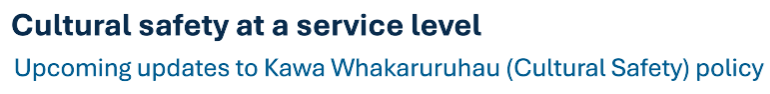 Cultural safety at a service level
Upcoming updates to Kawa Whakaruruhau (Cultural Safety) policy